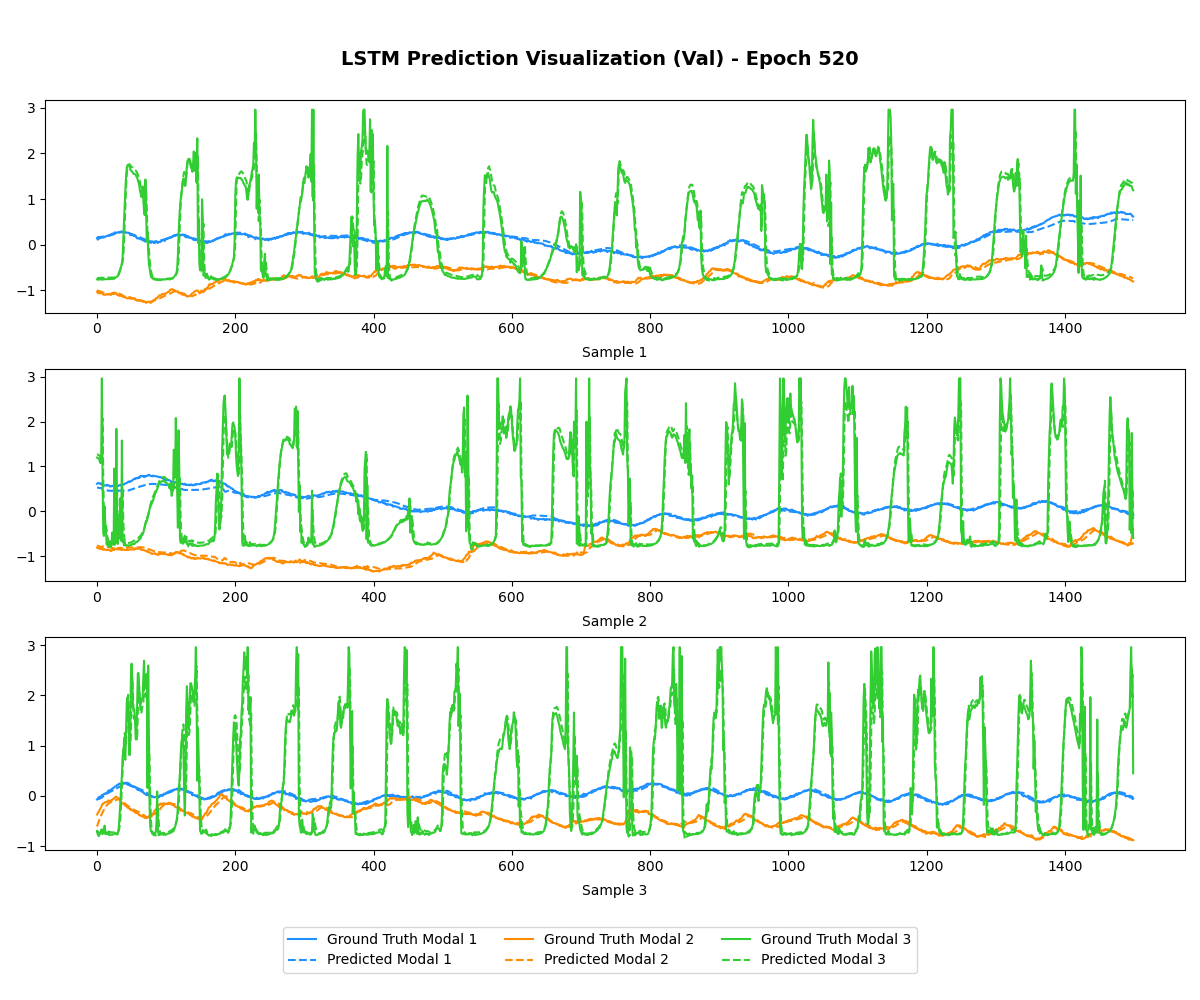 LSTM Prediction Visualization (Val) - Epoch 520
3
2
1
0
−1
0 200 400 600 800 1000 1200 1400
Sample 1
3
2
1
0
−1
0 200 400 600 800 1000 1200 1400
Sample 2
3
2
1
0
−1
0 200 400 600 800 1000 1200 1400
Sample 3
Ground Truth Modal 1 Ground Truth Modal 2 Ground Truth Modal 3
Predicted Modal 1 Predicted Modal 2 Predicted Modal 3